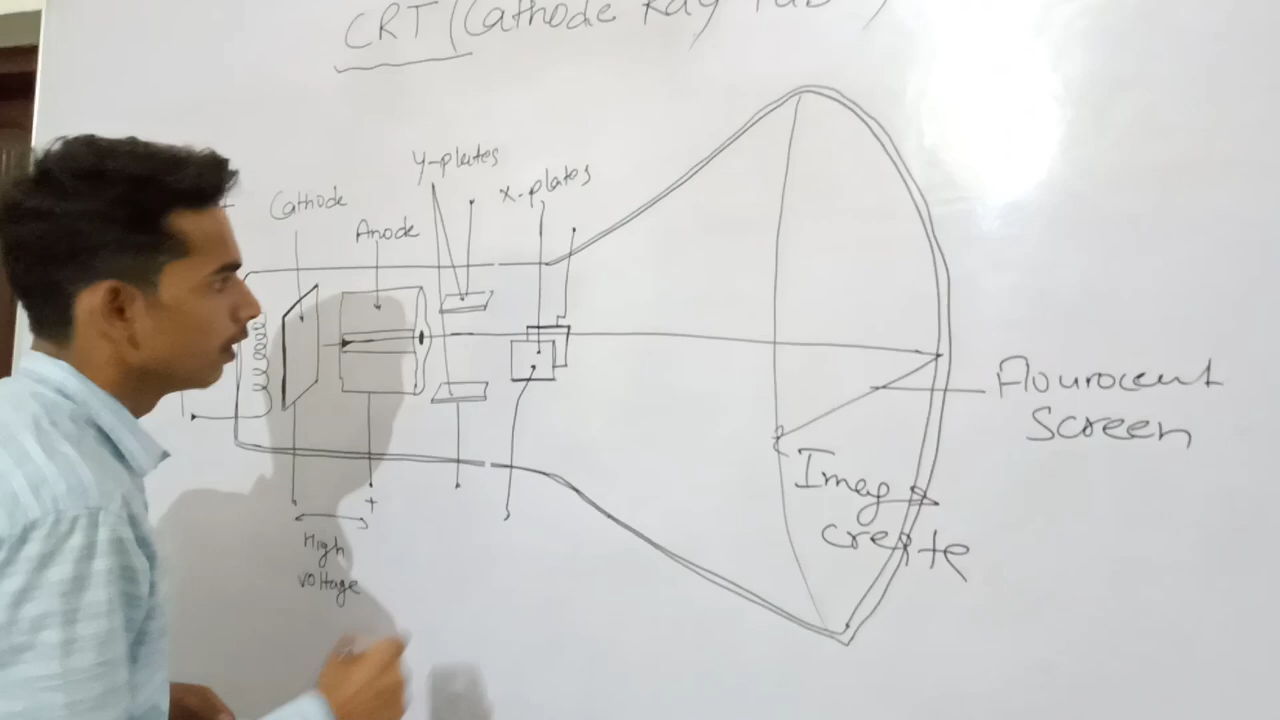 CRT (Cathode Ray Tub
Y-plates
X-plates
Cathode
Anode
Flourocent
Screen
Image
create
+
High
voltage